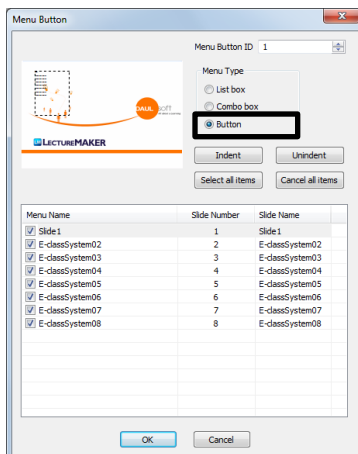 Menu Button
Menu Button ID 1
Menu Type
List box
Combo box
Button
DAUL soft
LECTUREMAKER
Indent Unindent
Select all items Cancel all items
Menu Name Slide Number Slide Name
Slide1 1 Slide1
E-classSystem02 2 E-classSystem02
E-classSystem03 3 E-classSystem03
E-classSystem04 4 E-classSystem04
E-classSystem05 5 E-classSystem05
E-classSystem06 6 E-classSystem06
E-classSystem07 7 E-classSystem07
E-classSystem08 8 E-classSystem08
OK Cancel